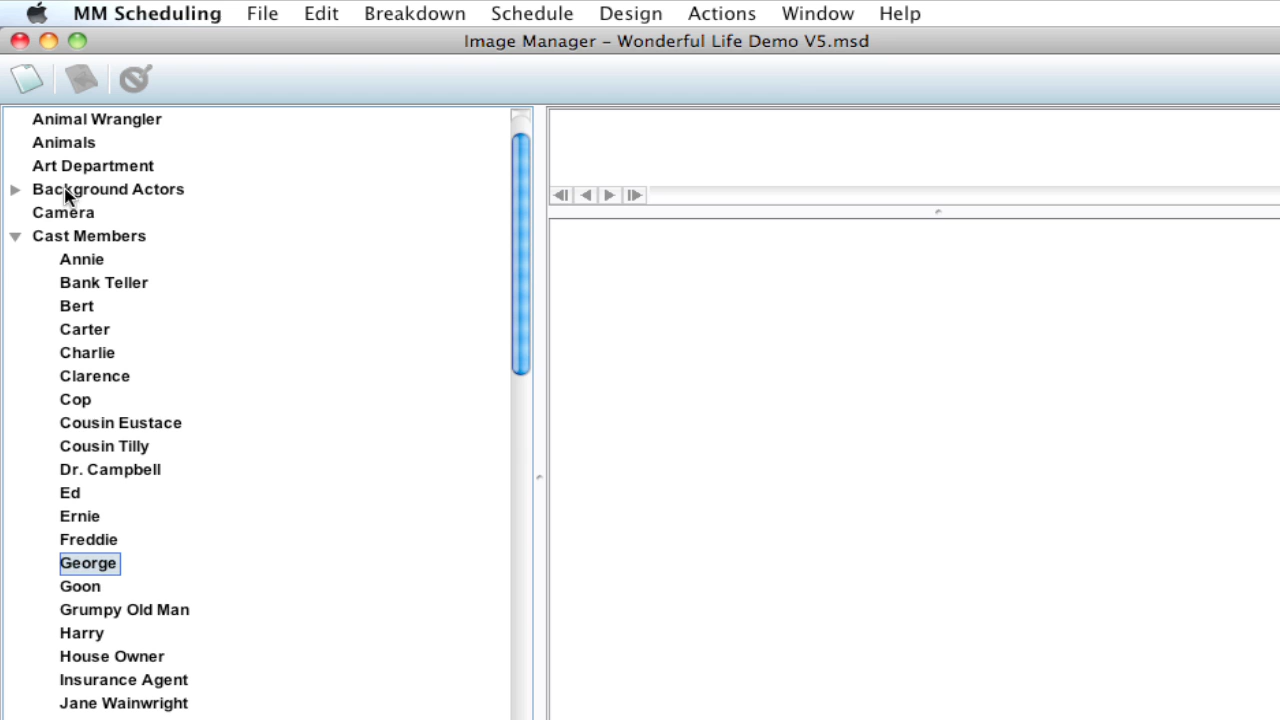 MM Scheduling File Edit Breakdown Schedule Design Actions Window Help
Image Manager – Wonderful Life Demo V5.msd
Animal Wrangler
Animals
Art Department
Background Actors
Camera
Cast Members
Annie
Bank Teller
Bert
Carter
Charlie
Clarence
Cop
Cousin Eustace
Cousin Tilly
Dr. Campbell
Ed
Ernie
Freddie
George
Goon
Grumpy Old Man
Harry
House Owner
Insurance Agent
Jane Wainwright